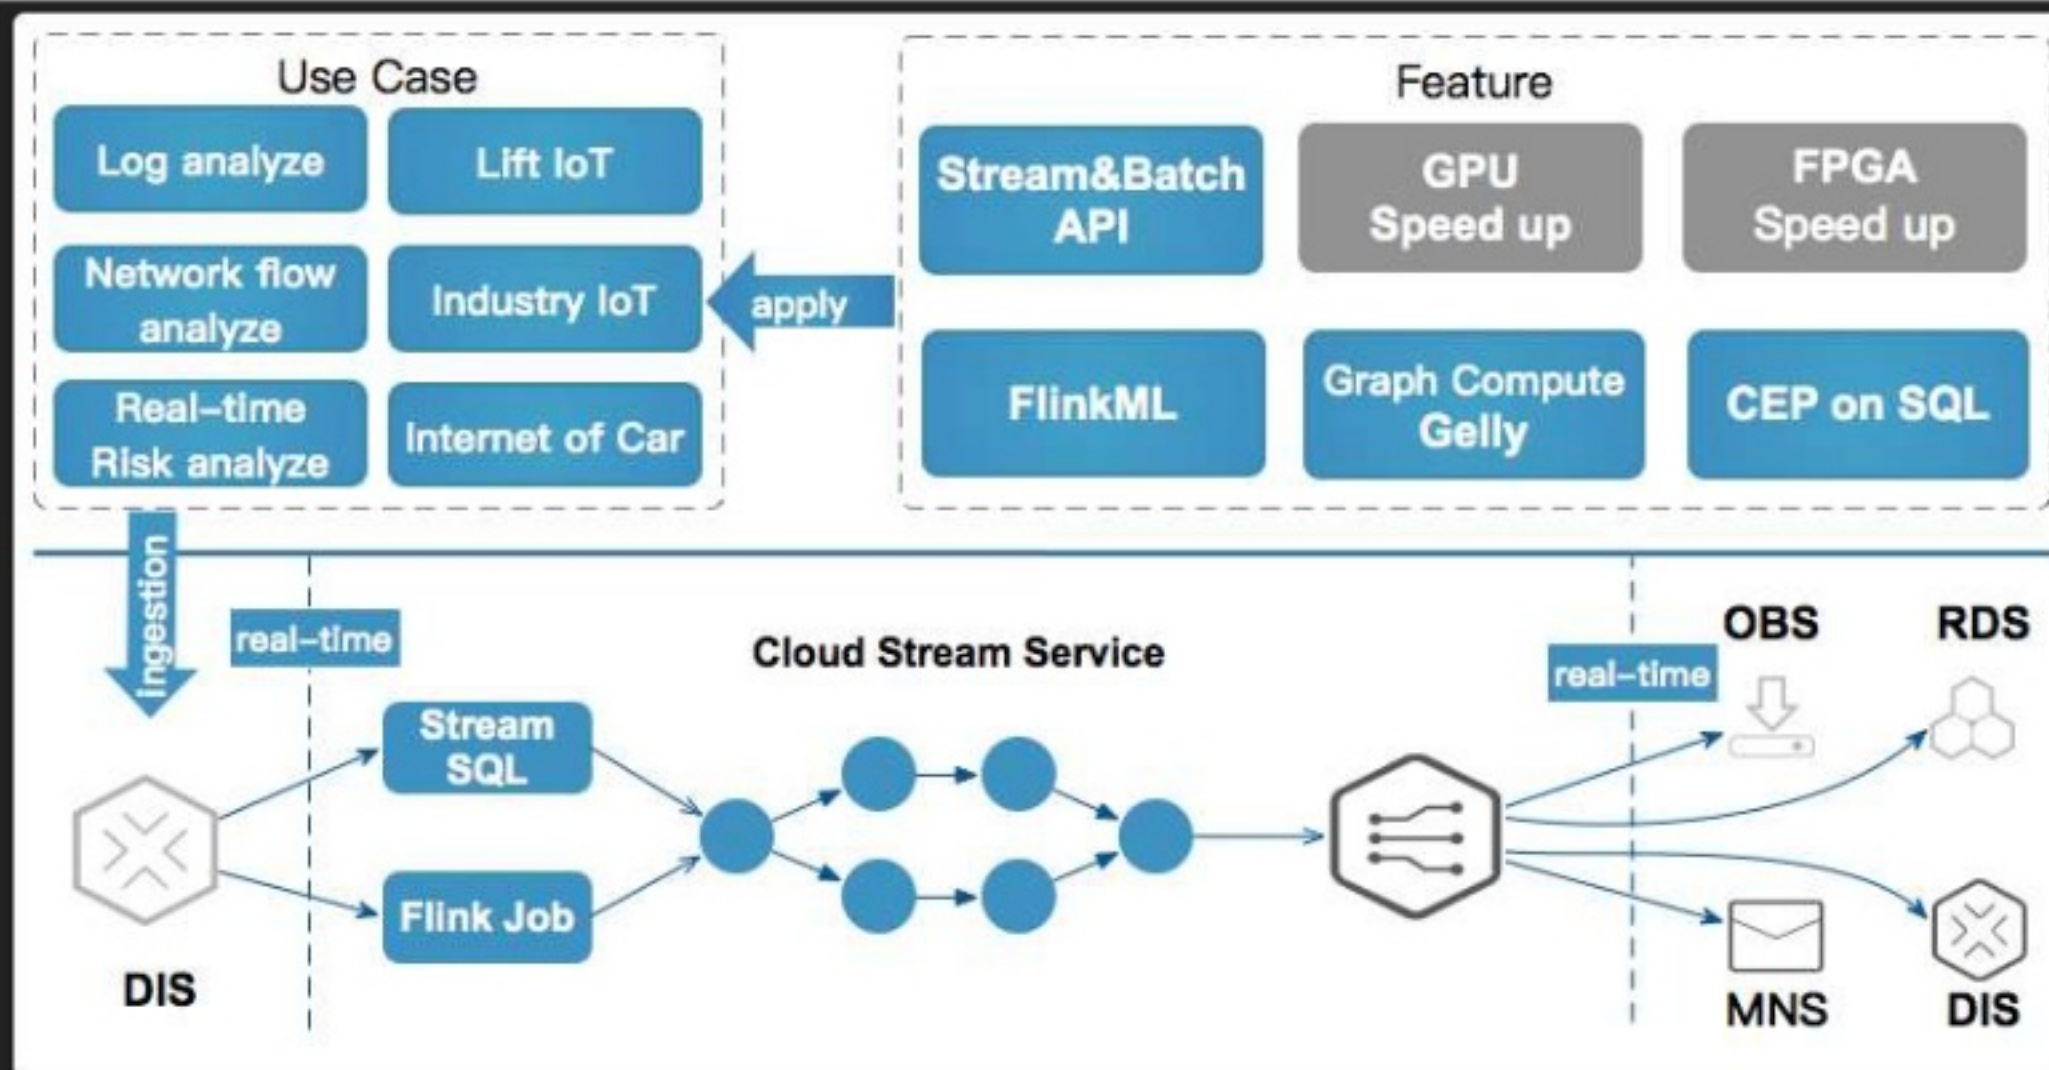 Use Case
Log analyze
Lift IoT
Network flow
analyze
Industry IoT
Real-time
Risk analyze
Internet of Car
apply
Feature
Stream&Batch
API
GPU
Speed up
FPGA
Speed up
FlinkML
Graph Compute
Gelly
CEP on SQL
ingestion
real-time
Cloud Stream Service
real-time
OBS
RDS
Stream
SQL
Flink Job
DIS
MNS
DIS